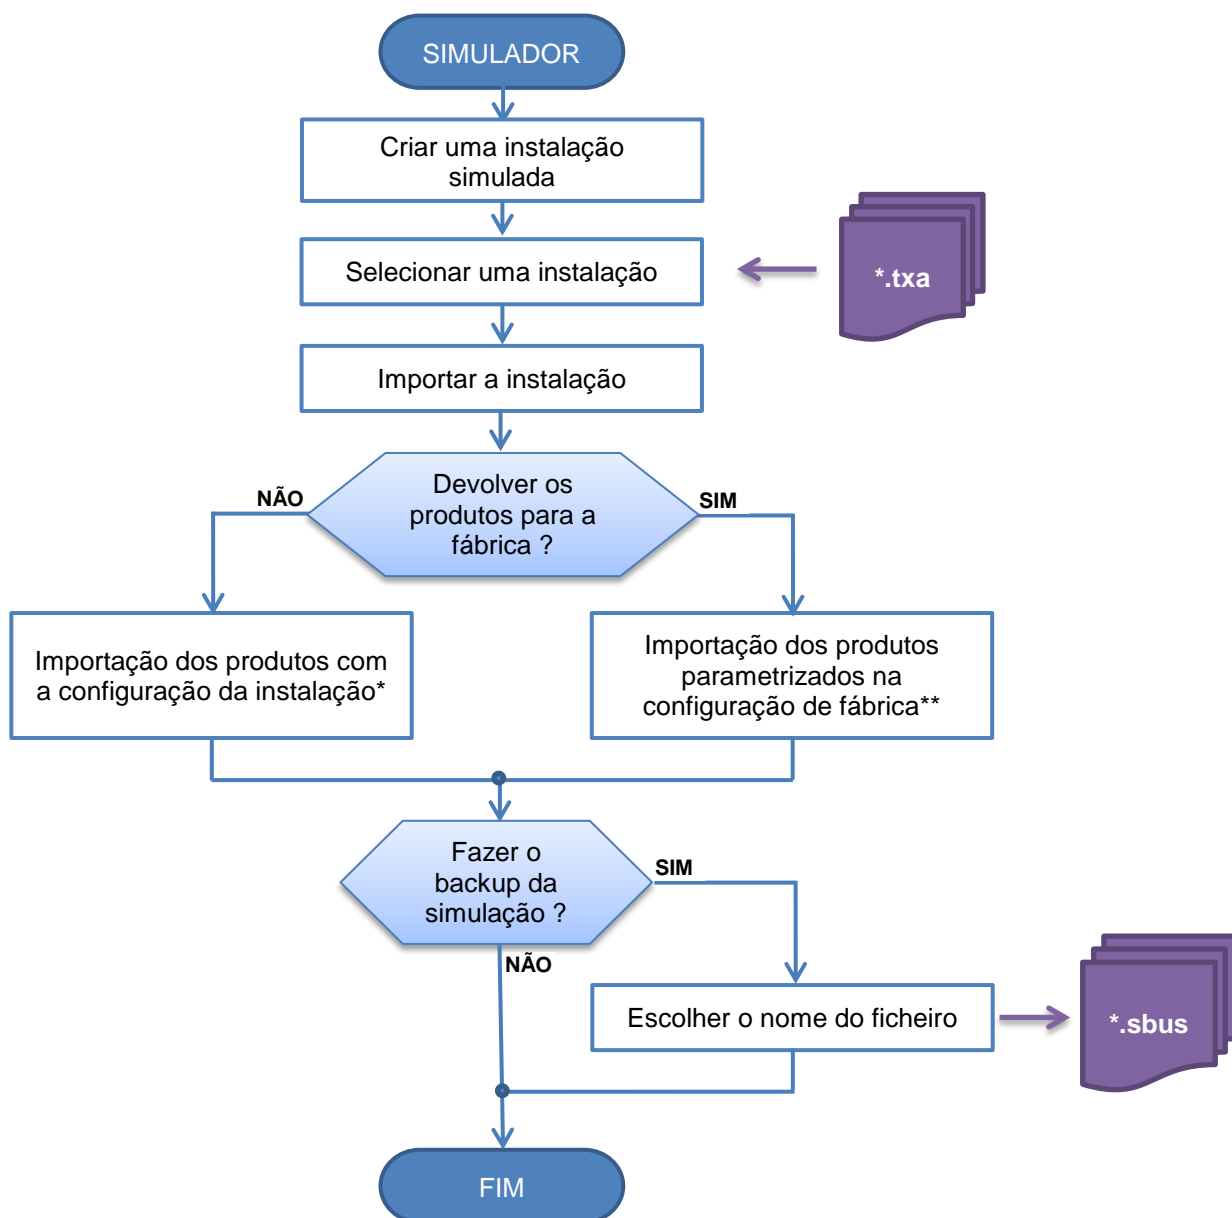 SIMULADOR
Criar uma instalação
simulada
Selecionar uma instalação
*.txa
Importar a instalação
Devolver os
produtos para a
fábrica ?
NÃO
SIM
Importação dos produtos com
a configuração da instalação*
Importação dos produtos
parametrizados na
configuração de fábrica**
Fazer o
backup da
simulação ?
SIM
NÃO
Escolher o nome do ficheiro
*.sbus
FIM